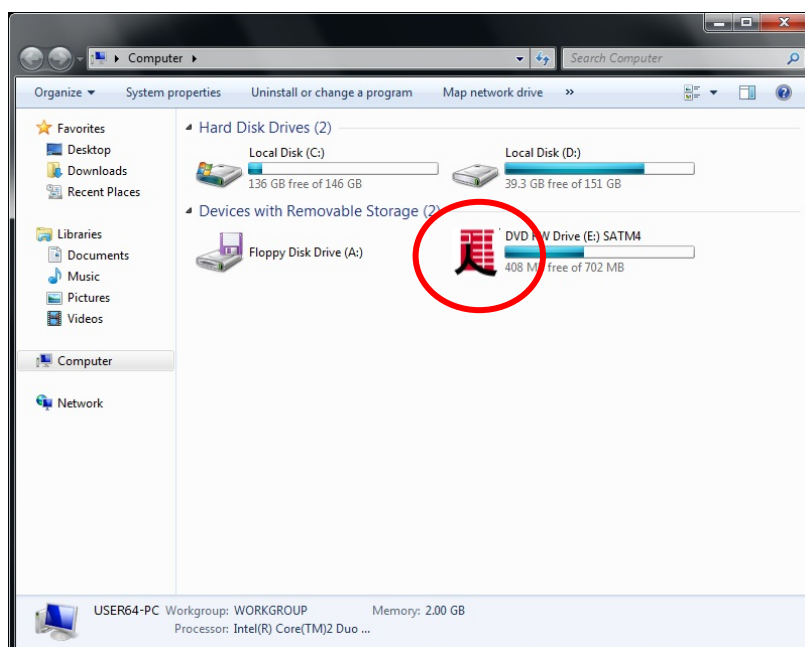 Computer
Search Computer
Organize
System properties
Uninstall or change a program
Map network drive
»
Favorites
Desktop
Downloads
Recent Places
Libraries
Documents
Music
Pictures
Videos
Computer
Network
Hard Disk Drives (2)
Local Disk (C:)
136 GB free of 146 GB
Local Disk (D:)
39.3 GB free of 151 GB
Devices with Removable Storage (2)
Floppy Disk Drive (A:)
DVD RW Drive (E:) SATM4
408 MB free of 702 MB
USER64-PC Workgroup: WORKGROUP Memory: 2.00 GB
Processor: Intel(R) Core(TM)2 Duo ...